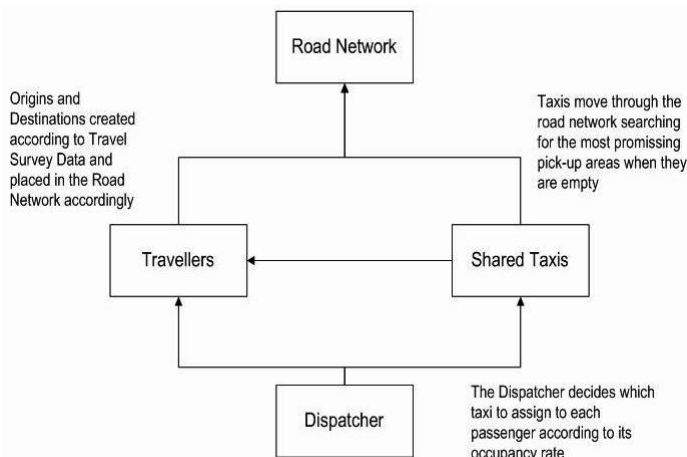 Road Network
Origins and
Destinations created
according to Travel
Survey Data and
placed in the Road
Network accordingly
Taxis move through the
road network searching
for the most promissing
pick-up areas when they
are empty
Travellers
Shared Taxis
Dispatcher
The Dispatcher decides which
taxi to assign to each
passenger according to its
occupancy rate